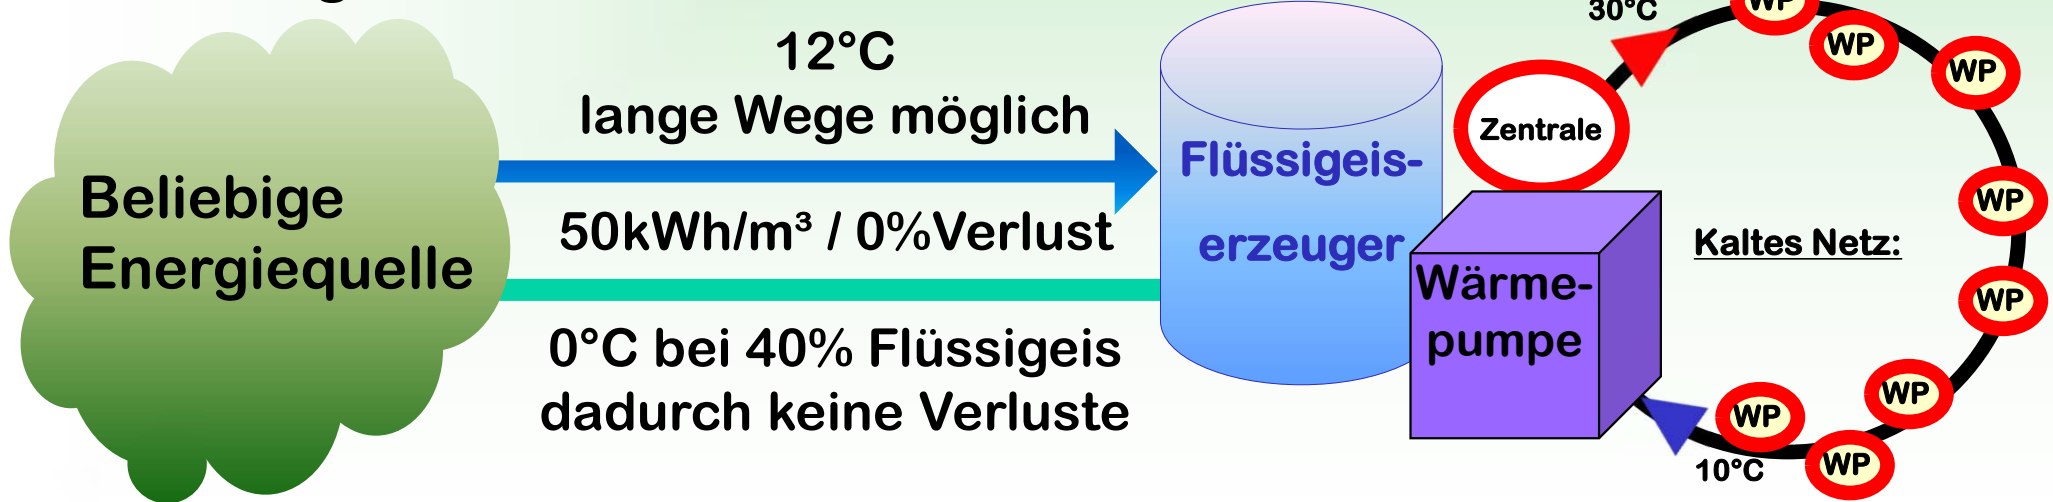 12°C
lange Wege möglich
50kWh/m³ / 0%Verlust
0°C bei 40% Flüssigeis
dadurch keine Verluste
Beliebige
Energiequelle
Flüssigeis-
erzeuger
Wärme-
pumpe
Zentrale
30°C
WP
WP
WP
WP
WP
WP
WP
WP
Kaltes Netz:
10°C